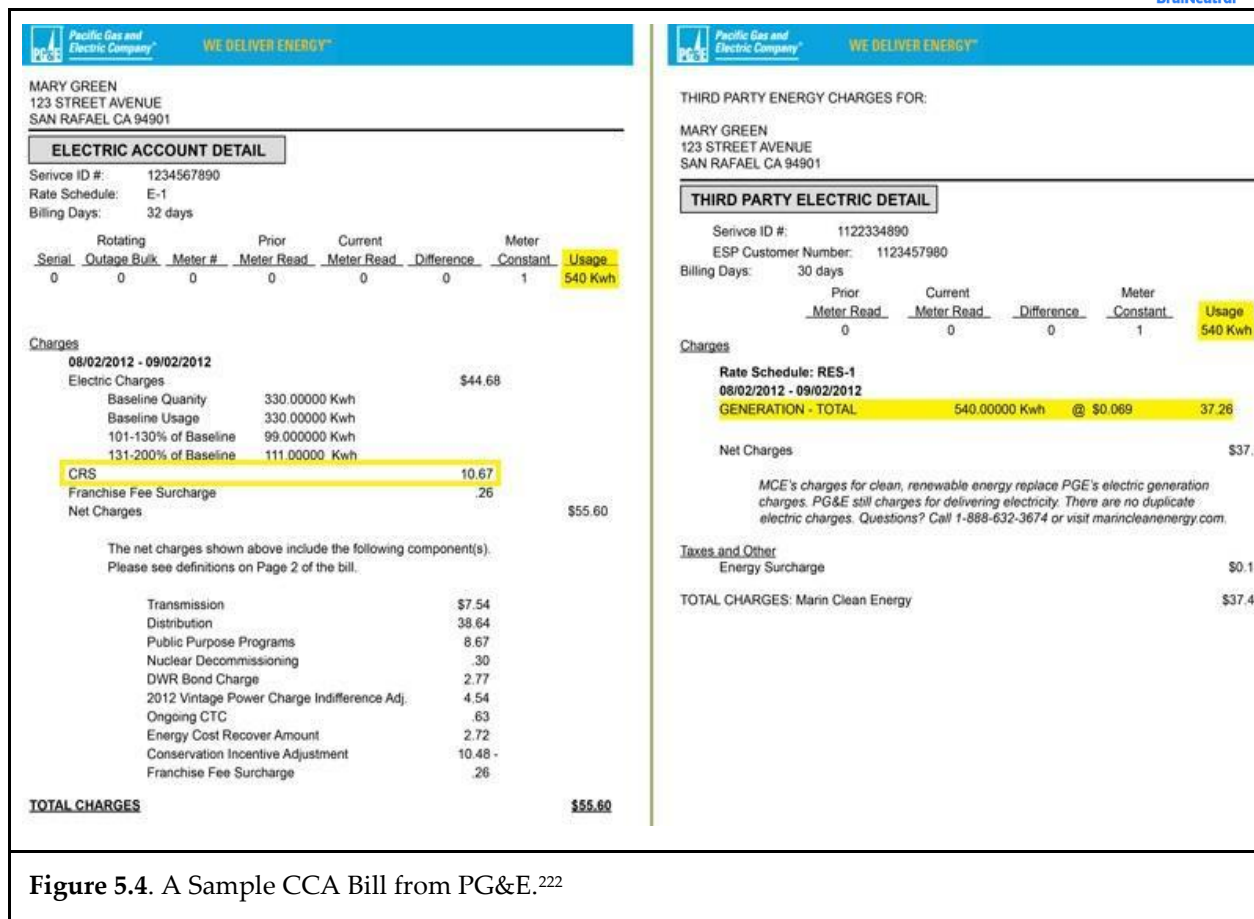 Pacific Gas and
Electric Company
PG&E
WE DELIVER ENERGY™
MARY GREEN
123 STREET AVENUE
SAN RAFAEL CA 94901
ELECTRIC ACCOUNT DETAIL
Serivce ID #: 1234567890
Rate Schedule: E-1
Billing Days: 32 days
Rotating Prior Current Meter
Serial Outage Bulk Meter # Meter Read Meter Read Difference Constant Usage
0 0 0 0 0 0 1 540 Kwh
Charges
08/02/2012 - 09/02/2012
Electric Charges $44.68
Baseline Quanity 330.00000 Kwh
Baseline Usage 330.00000 Kwh
101-130% of Baseline 99.000000 Kwh
131-200% of Baseline 111.00000 Kwh
CRS 10.67
Franchise Fee Surcharge .26
Net Charges $55.60
The net charges shown above include the following component(s).
Please see definitions on Page 2 of the bill.
Transmission $7.54
Distribution 38.64
Public Purpose Programs 8.67
Nuclear Decommissioning .30
DWR Bond Charge 2.77
2012 Vintage Power Charge Indifference Adj. 4.54
Ongoing CTC .63
Energy Cost Recover Amount 2.72
Conservation Incentive Adjustment 10.48 -
Franchise Fee Surcharge .26
TOTAL CHARGES $55.60
Pacific Gas and
Electric Company
PG&E
WE DELIVER ENERGY™
THIRD PARTY ENERGY CHARGES FOR:
MARY GREEN
123 STREET AVENUE
SAN RAFAEL CA 94901
THIRD PARTY ELECTRIC DETAIL
Serivce ID #: 1122334890
ESP Customer Number: 1123457980
Billing Days: 30 days
Prior Current Meter
Meter Read Meter Read Difference Constant Usage
0 0 0 1 540 Kwh
Charges
Rate Schedule: RES-1
08/02/2012 - 09/02/2012
GENERATION - TOTAL 540.00000 Kwh @ $0.069 37.26
Net Charges $37.
MCE's charges for clean, renewable energy replace PGE's electric generation
charges. PG&E still charges for delivering electricity. There are no duplicate
electric charges. Questions? Call 1-888-632-3674 or visit marincleanenergy.com.
Taxes and Other
Energy Surcharge $0.1
TOTAL CHARGES: Marin Clean Energy $37.4
Figure 5.4. A Sample CCA Bill from PG&E.222